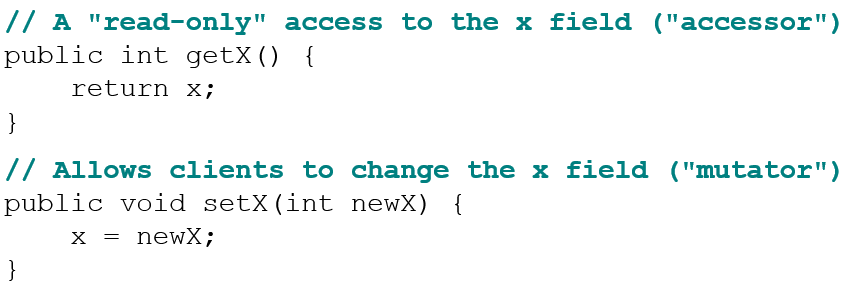 // A "read-only" access to the x field ("accessor")
public int getX() {
    return x;
}
// Allows clients to change the x field ("mutator")
public void setX(int newX) {
    x = newX;
}